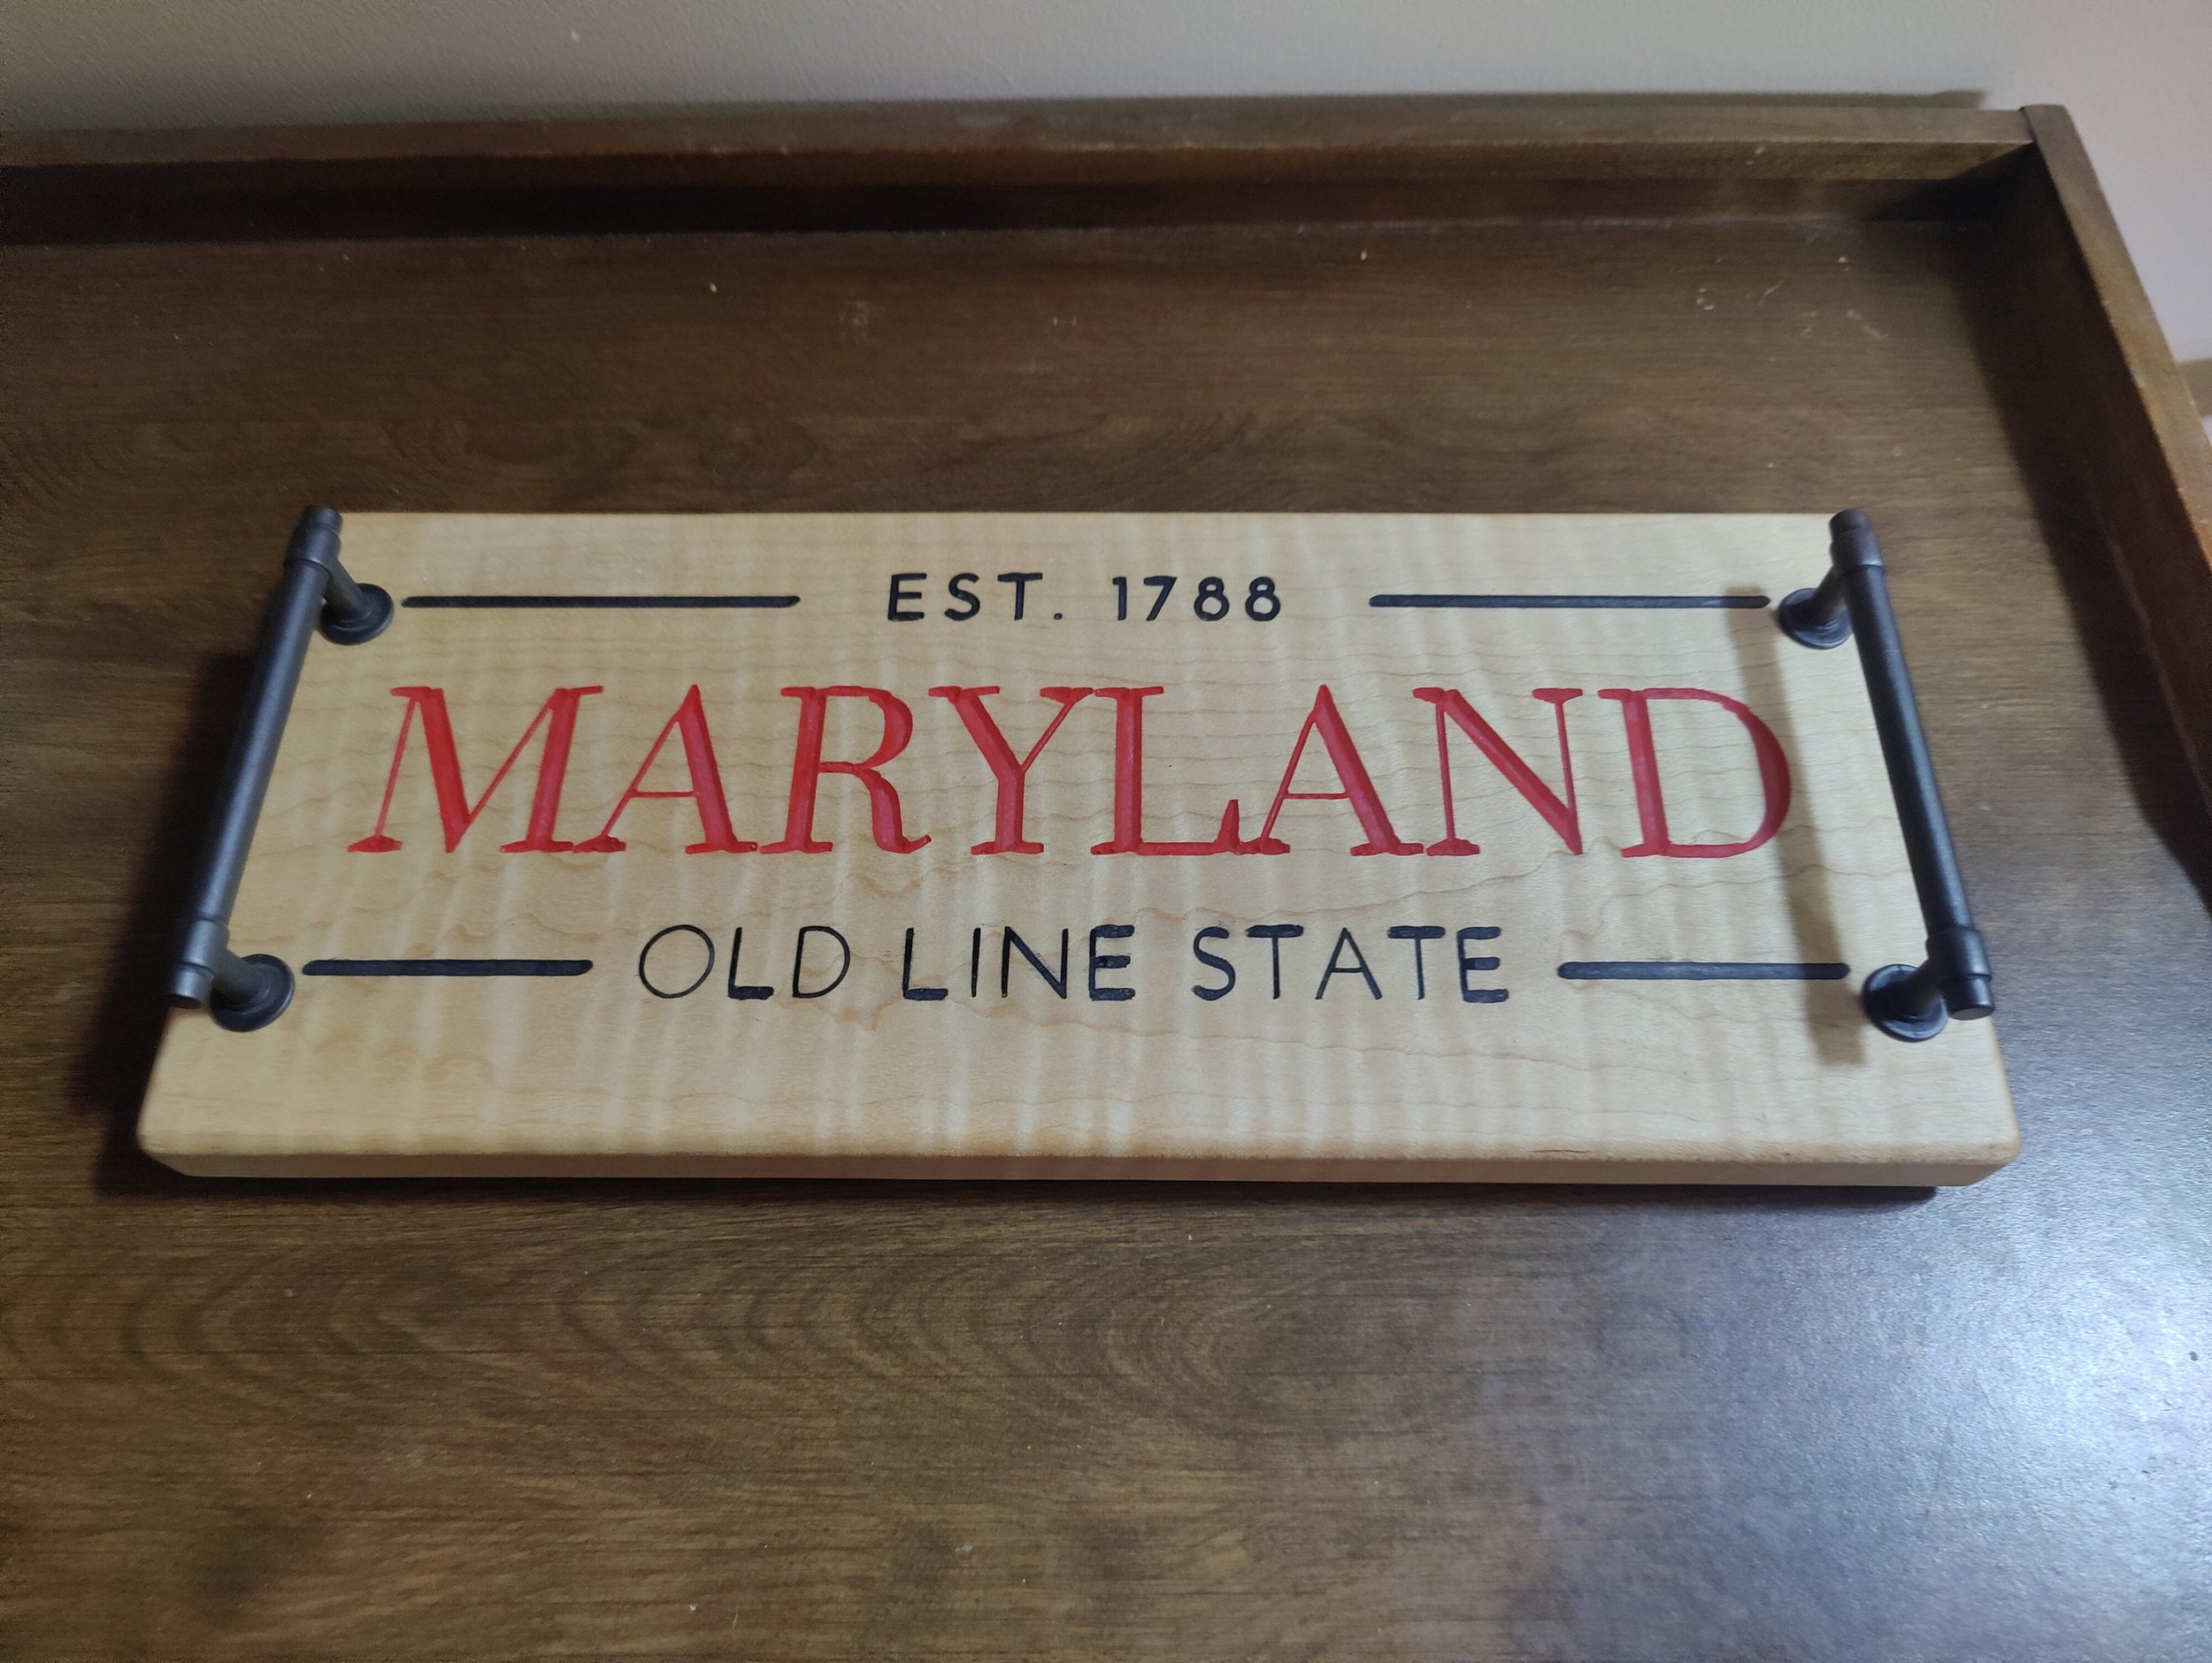 EST. 1788
MARYLAND
OLD LINE STATE